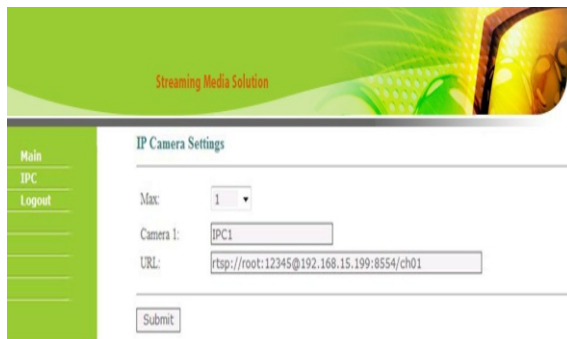 Streaming Media Solution
Main
IPC
Logout
IP Camera Settings
Max: 1
Camera 1: IPC1
URL: rtsp://root:12345@192.168.15.199:8554/ch01
Submit